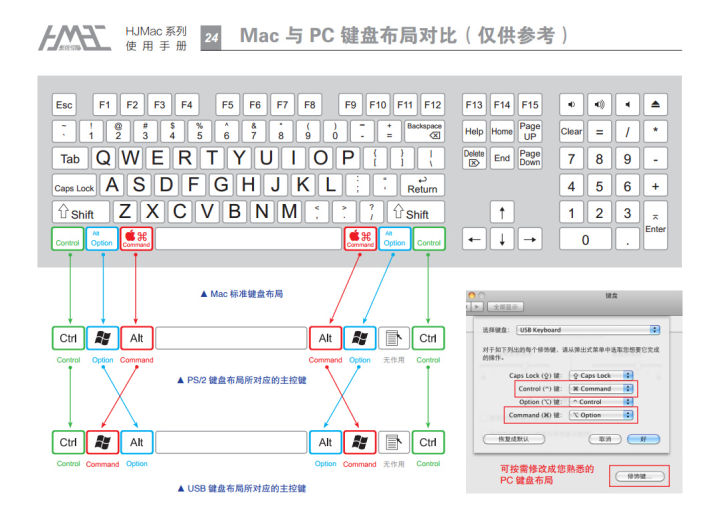 HJMac 系列
使 用 手 册
24
Mac 与 PC 键盘布局对比（仅供参考）
Esc F1 F2 F3 F4 F5 F6 F7 F8 F9 F10 F11 F12 F13 F14 F15
~ ` ! 1 @ 2 # 3 $ 4 % 5 ^ 6 & 7 * 8 ( 9 ) 0 _ - + = Backspace Help Home Page UP Clear = / *
Tab Q W E R T Y U I O P { [ } ] | \ Delete End Page Down 7 8 9 -
Caps Lock A S D F G H J K L : ; " ' Return 4 5 6 +
Shift Z X C V B N M < , > . ? / Shift ↑ 1 2 3 Enter
Control Alt Option ⌘ Command ⌘ Command Alt Option Control ← ↓ → 0 .
▲ Mac 标准键盘布局
Ctrl Alt Alt Ctrl
Control Option Command Command Option 无作用 Control
▲ PS/2 键盘布局所对应的主控键
Ctrl Alt Alt Ctrl
Control Command Option Option Command 无作用 Control
▲ USB 键盘布局所对应的主控键
键盘
全部显示
选择键盘: USB Keyboard
对于如下列出的每个修饰键，请从弹出式菜单中选取您想要它完成
的操作。
Caps Lock (⇪) 键: ⇪ Caps Lock
Control (^) 键: ⌘ Command
Option (⌥) 键: ^ Control
Command (⌘) 键: ⌥ Option
恢复成默认 取消 好
可按需修改成您熟悉的
PC 键盘布局
修饰键...